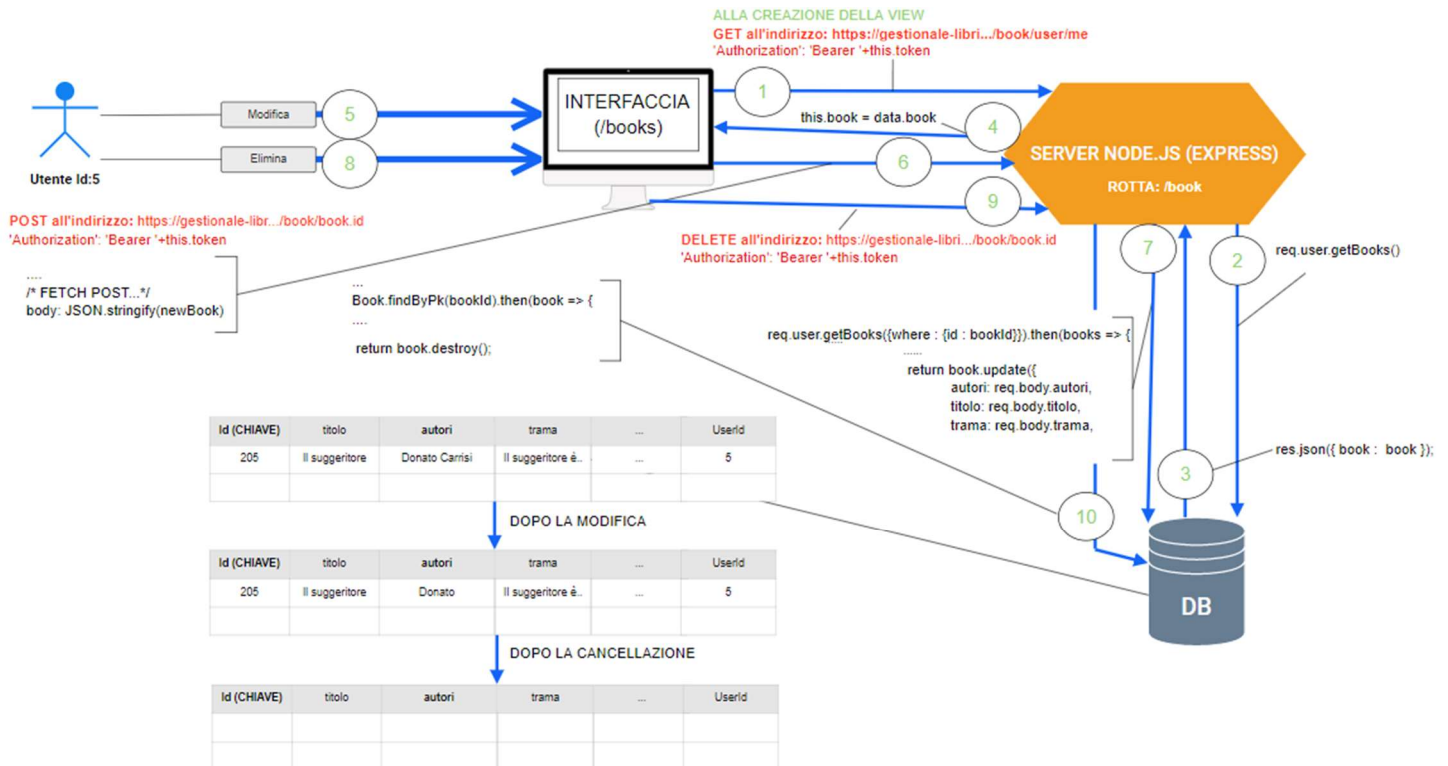 ALLA CREAZIONE DELLA VIEW
GET all'indirizzo: https://gestionale-libri.../book/user/me
'Authorization': 'Bearer '+this.token
1
INTERFACCIA
(/books)
this.book = data.book
4
Modifica
5
Elimina
8
6
SERVER NODE.JS (EXPRESS)
ROTTA: /book
Utente Id:5
9
POST all'indirizzo: https://gestionale-libr.../book/book.id
'Authorization': 'Bearer '+this.token
DELETE all'indirizzo: https://gestionale-libri.../book/book.id
'Authorization': 'Bearer '+this.token
7
2
req.user.getBooks()
....
/* FETCH POST...*/
body: JSON.stringify(newBook)
...
Book.findByPk(bookId).then(book => {
....
return book.destroy();
req.user.getBooks({where : {id : bookId}}).then(books => {
......
return book.update({
autori: req.body.autori,
titolo: req.body.titolo,
trama: req.body.trama,
res.json({ book : book });
3
10
Id (CHIAVE) titolo autori trama ... UserId
205 Il suggeritore Donato Carrisi Il suggeritore è.. ... 5
DOPO LA MODIFICA
Id (CHIAVE) titolo autori trama ... UserId
205 Il suggeritore Donato Il suggeritore è.. ... 5
DB
DOPO LA CANCELLAZIONE
Id (CHIAVE) titolo autori trama ... UserId